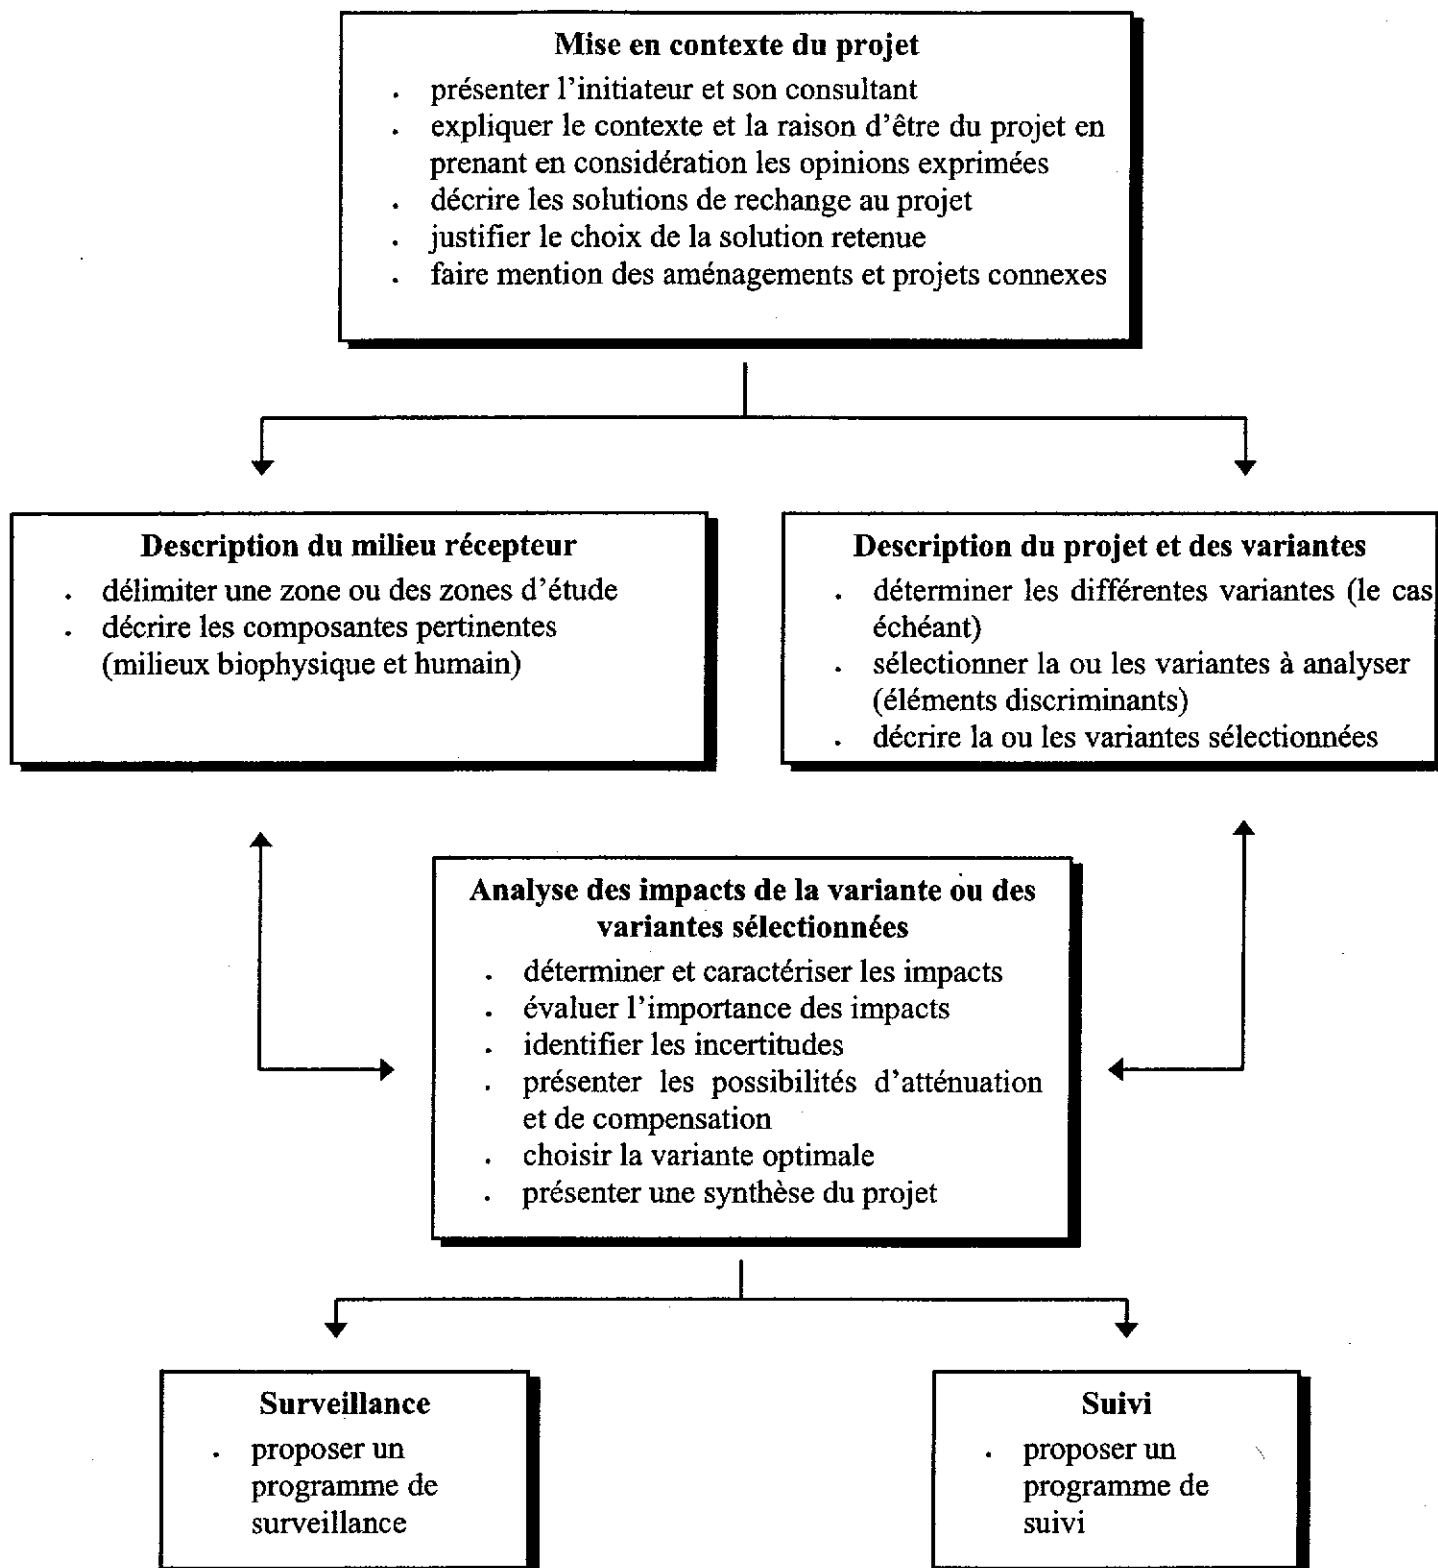 Mise en contexte du projet
. présenter l'initiateur et son consultant
. expliquer le contexte et la raison d'être du projet en
prenant en considération les opinions exprimées
. décrire les solutions de rechange au projet
. justifier le choix de la solution retenue
. faire mention des aménagements et projets connexes
Description du milieu récepteur
. délimiter une zone ou des zones d'étude
. décrire les composantes pertinentes
(milieux biophysique et humain)
Description du projet et des variantes
. déterminer les différentes variantes (le cas
échéant)
. sélectionner la ou les variantes à analyser
(éléments discriminants)
. décrire la ou les variantes sélectionnées
Analyse des impacts de la variante ou des
variantes sélectionnées
. déterminer et caractériser les impacts
. évaluer l'importance des impacts
. identifier les incertitudes
. présenter les possibilités d'atténuation
et de compensation
. choisir la variante optimale
. présenter une synthèse du projet
Surveillance
. proposer un
programme de
surveillance
Suivi
. proposer un
programme de
suivi